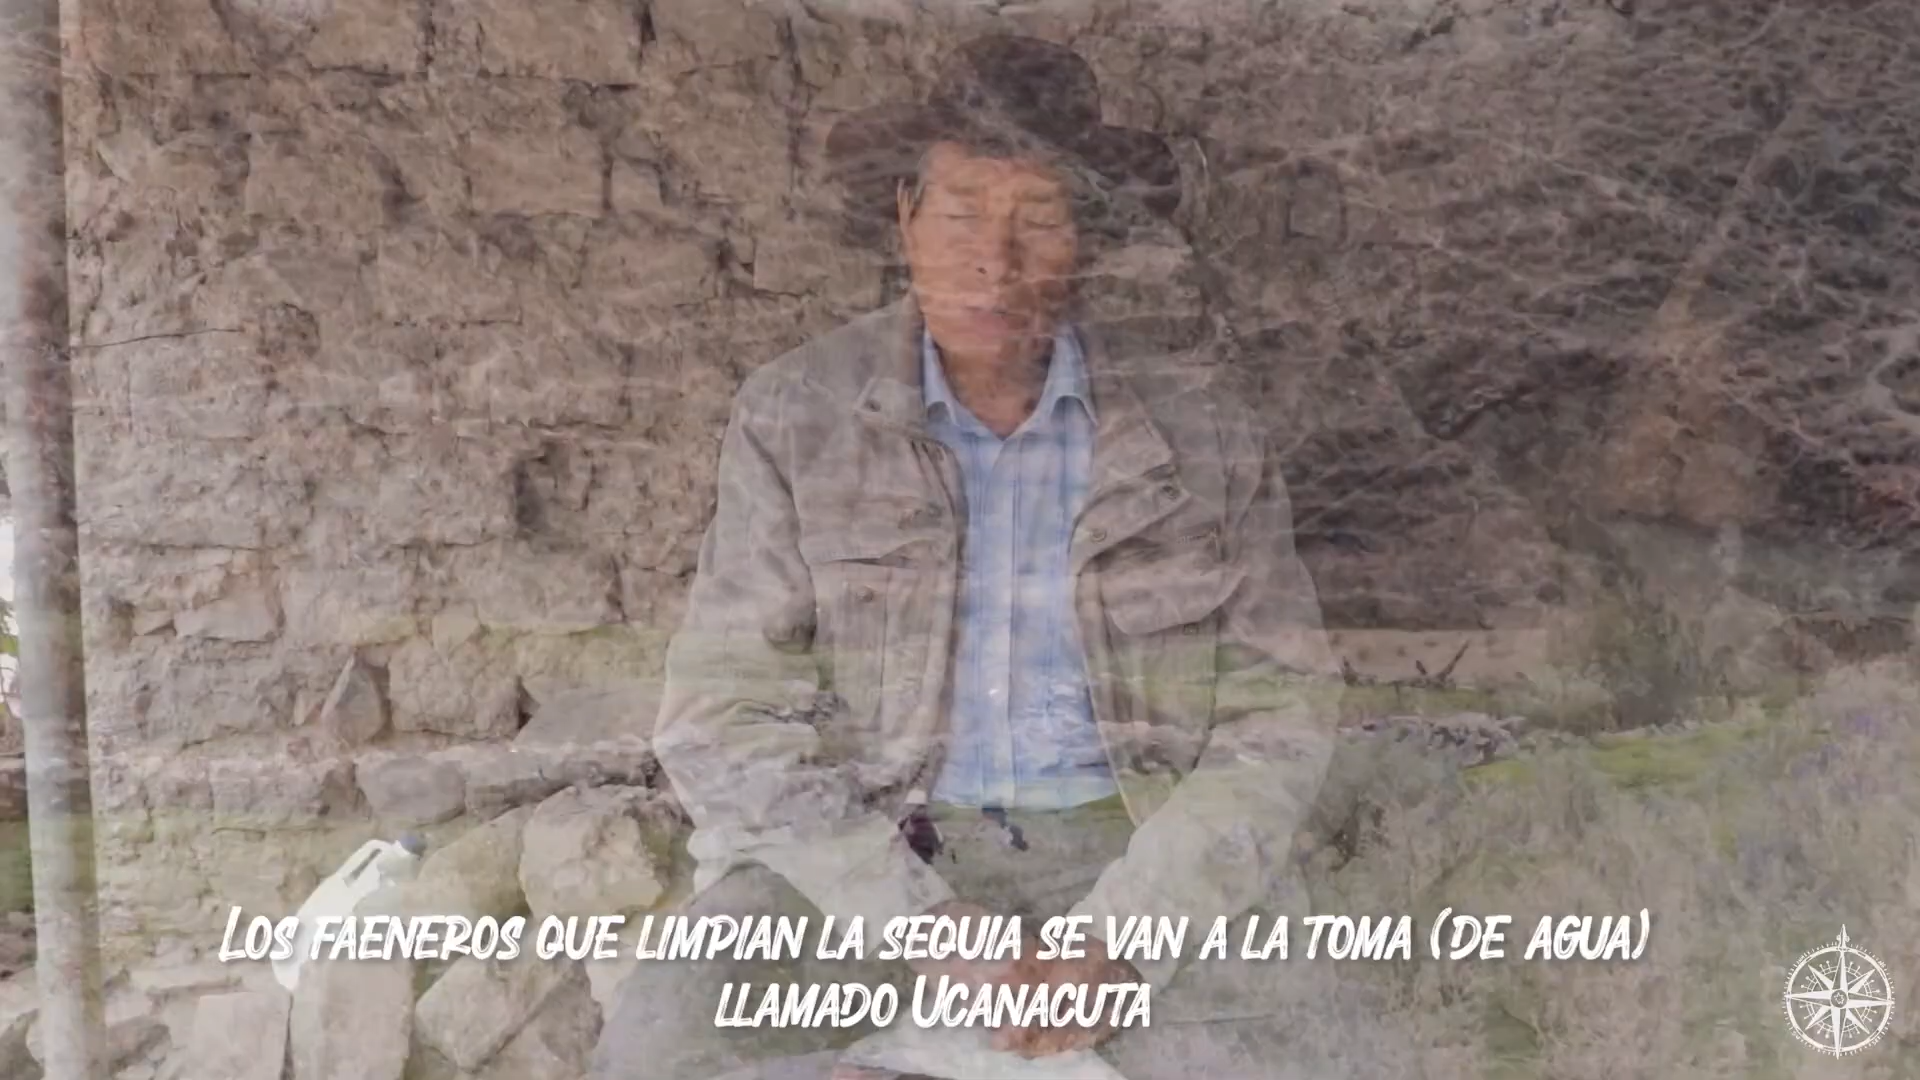 Los faeneros que limpian la sequia se van a la toma (de agua)
llamado Ucanacuta